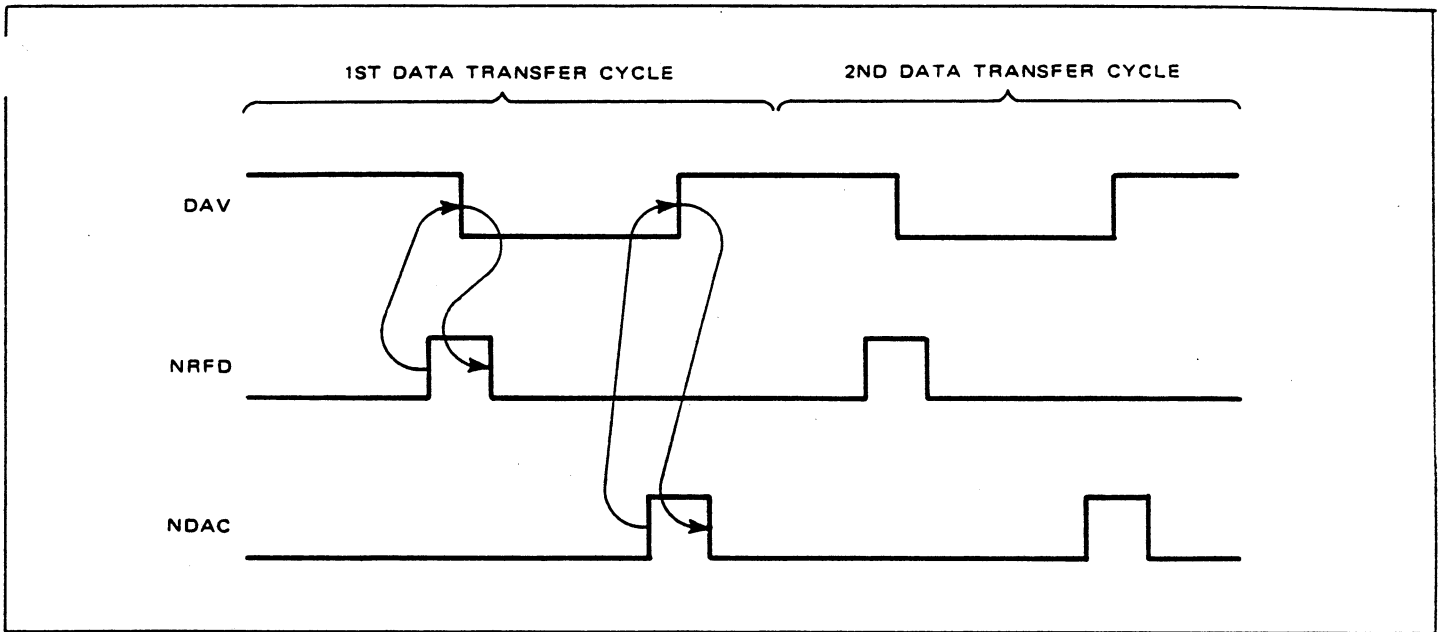 1ST DATA TRANSFER CYCLE
2ND DATA TRANSFER CYCLE
DAV
NRFD
NDAC